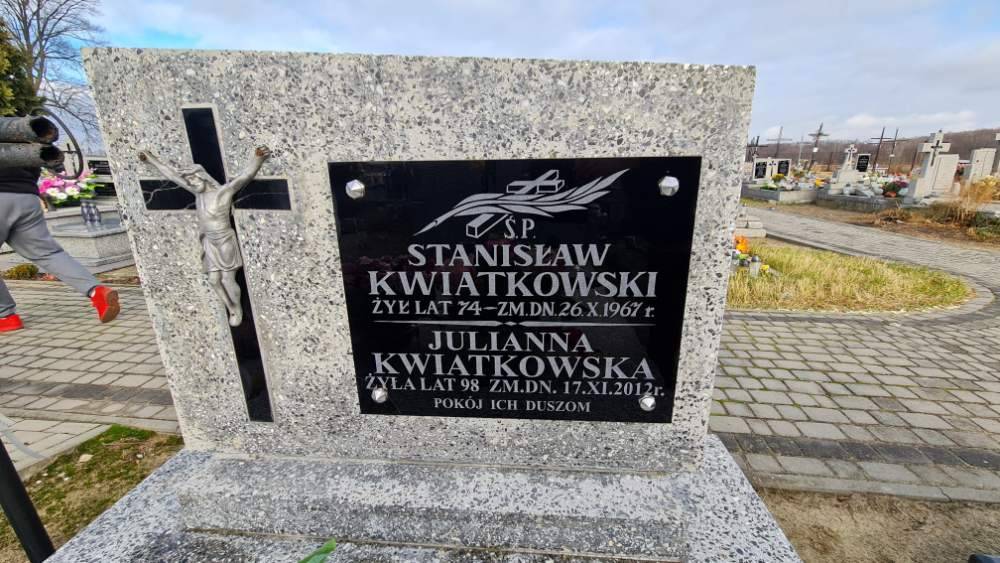 Ś.P.
STANISŁAW
KWIATKOWSKI
ŻYŁ LAT 74 – ZM.DN. 26.X.1967 r.
JULIANNA
KWIATKOWSKA
ŻYŁA LAT 98 ZM.DN. 17.XI.2012r.
POKÓJ ICH DUSZOM